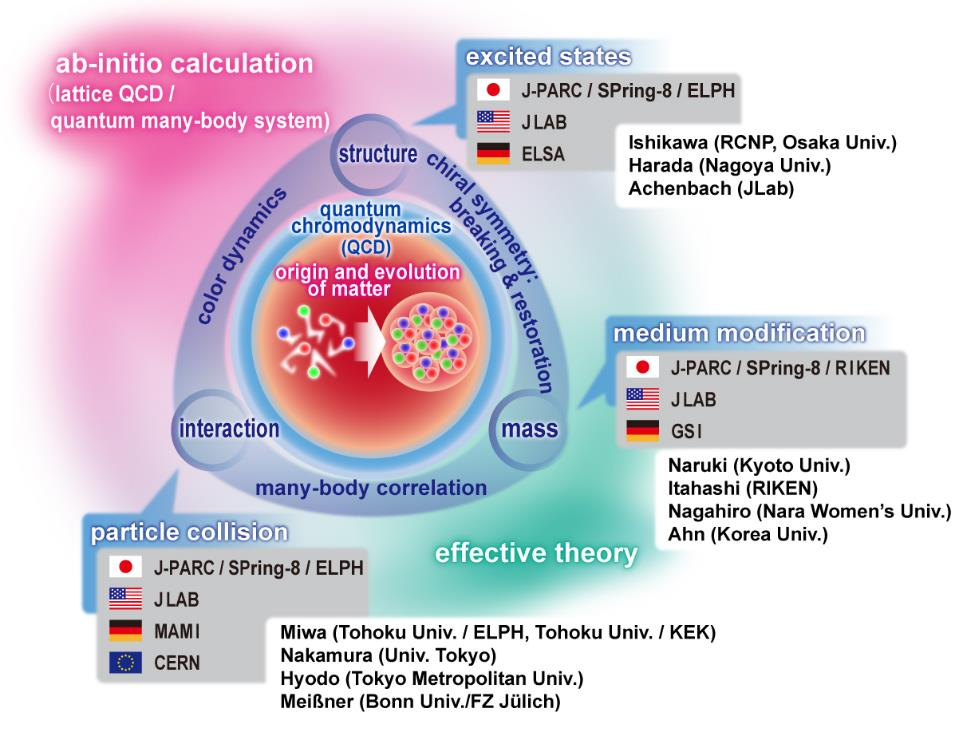 ab-initio calculation
(lattice QCD /
quantum many-body system)
excited states
J-PARC / SPring-8 / ELPH
JLAB
ELSA
Ishikawa (RCNP, Osaka Univ.)
Harada (Nagoya Univ.)
Achenbach (JLab)
structure
color dynamics
chiral symmetry:
breaking & restoration
quantum
chromodynamics
(QCD)
origin and evolution
of matter
interaction
mass
many-body correlation
medium modification
J-PARC / SPring-8 / RIKEN
JLAB
GSI
Naruki (Kyoto Univ.)
Itahashi (RIKEN)
Nagahiro (Nara Women's Univ.)
Ahn (Korea Univ.)
effective theory
particle collision
J-PARC / SPring-8 / ELPH
JLAB
MAMI
CERN
Miwa (Tohoku Univ. / ELPH, Tohoku Univ. / KEK)
Nakamura (Univ. Tokyo)
Hyodo (Tokyo Metropolitan Univ.)
Meißner (Bonn Univ./FZ Jülich)